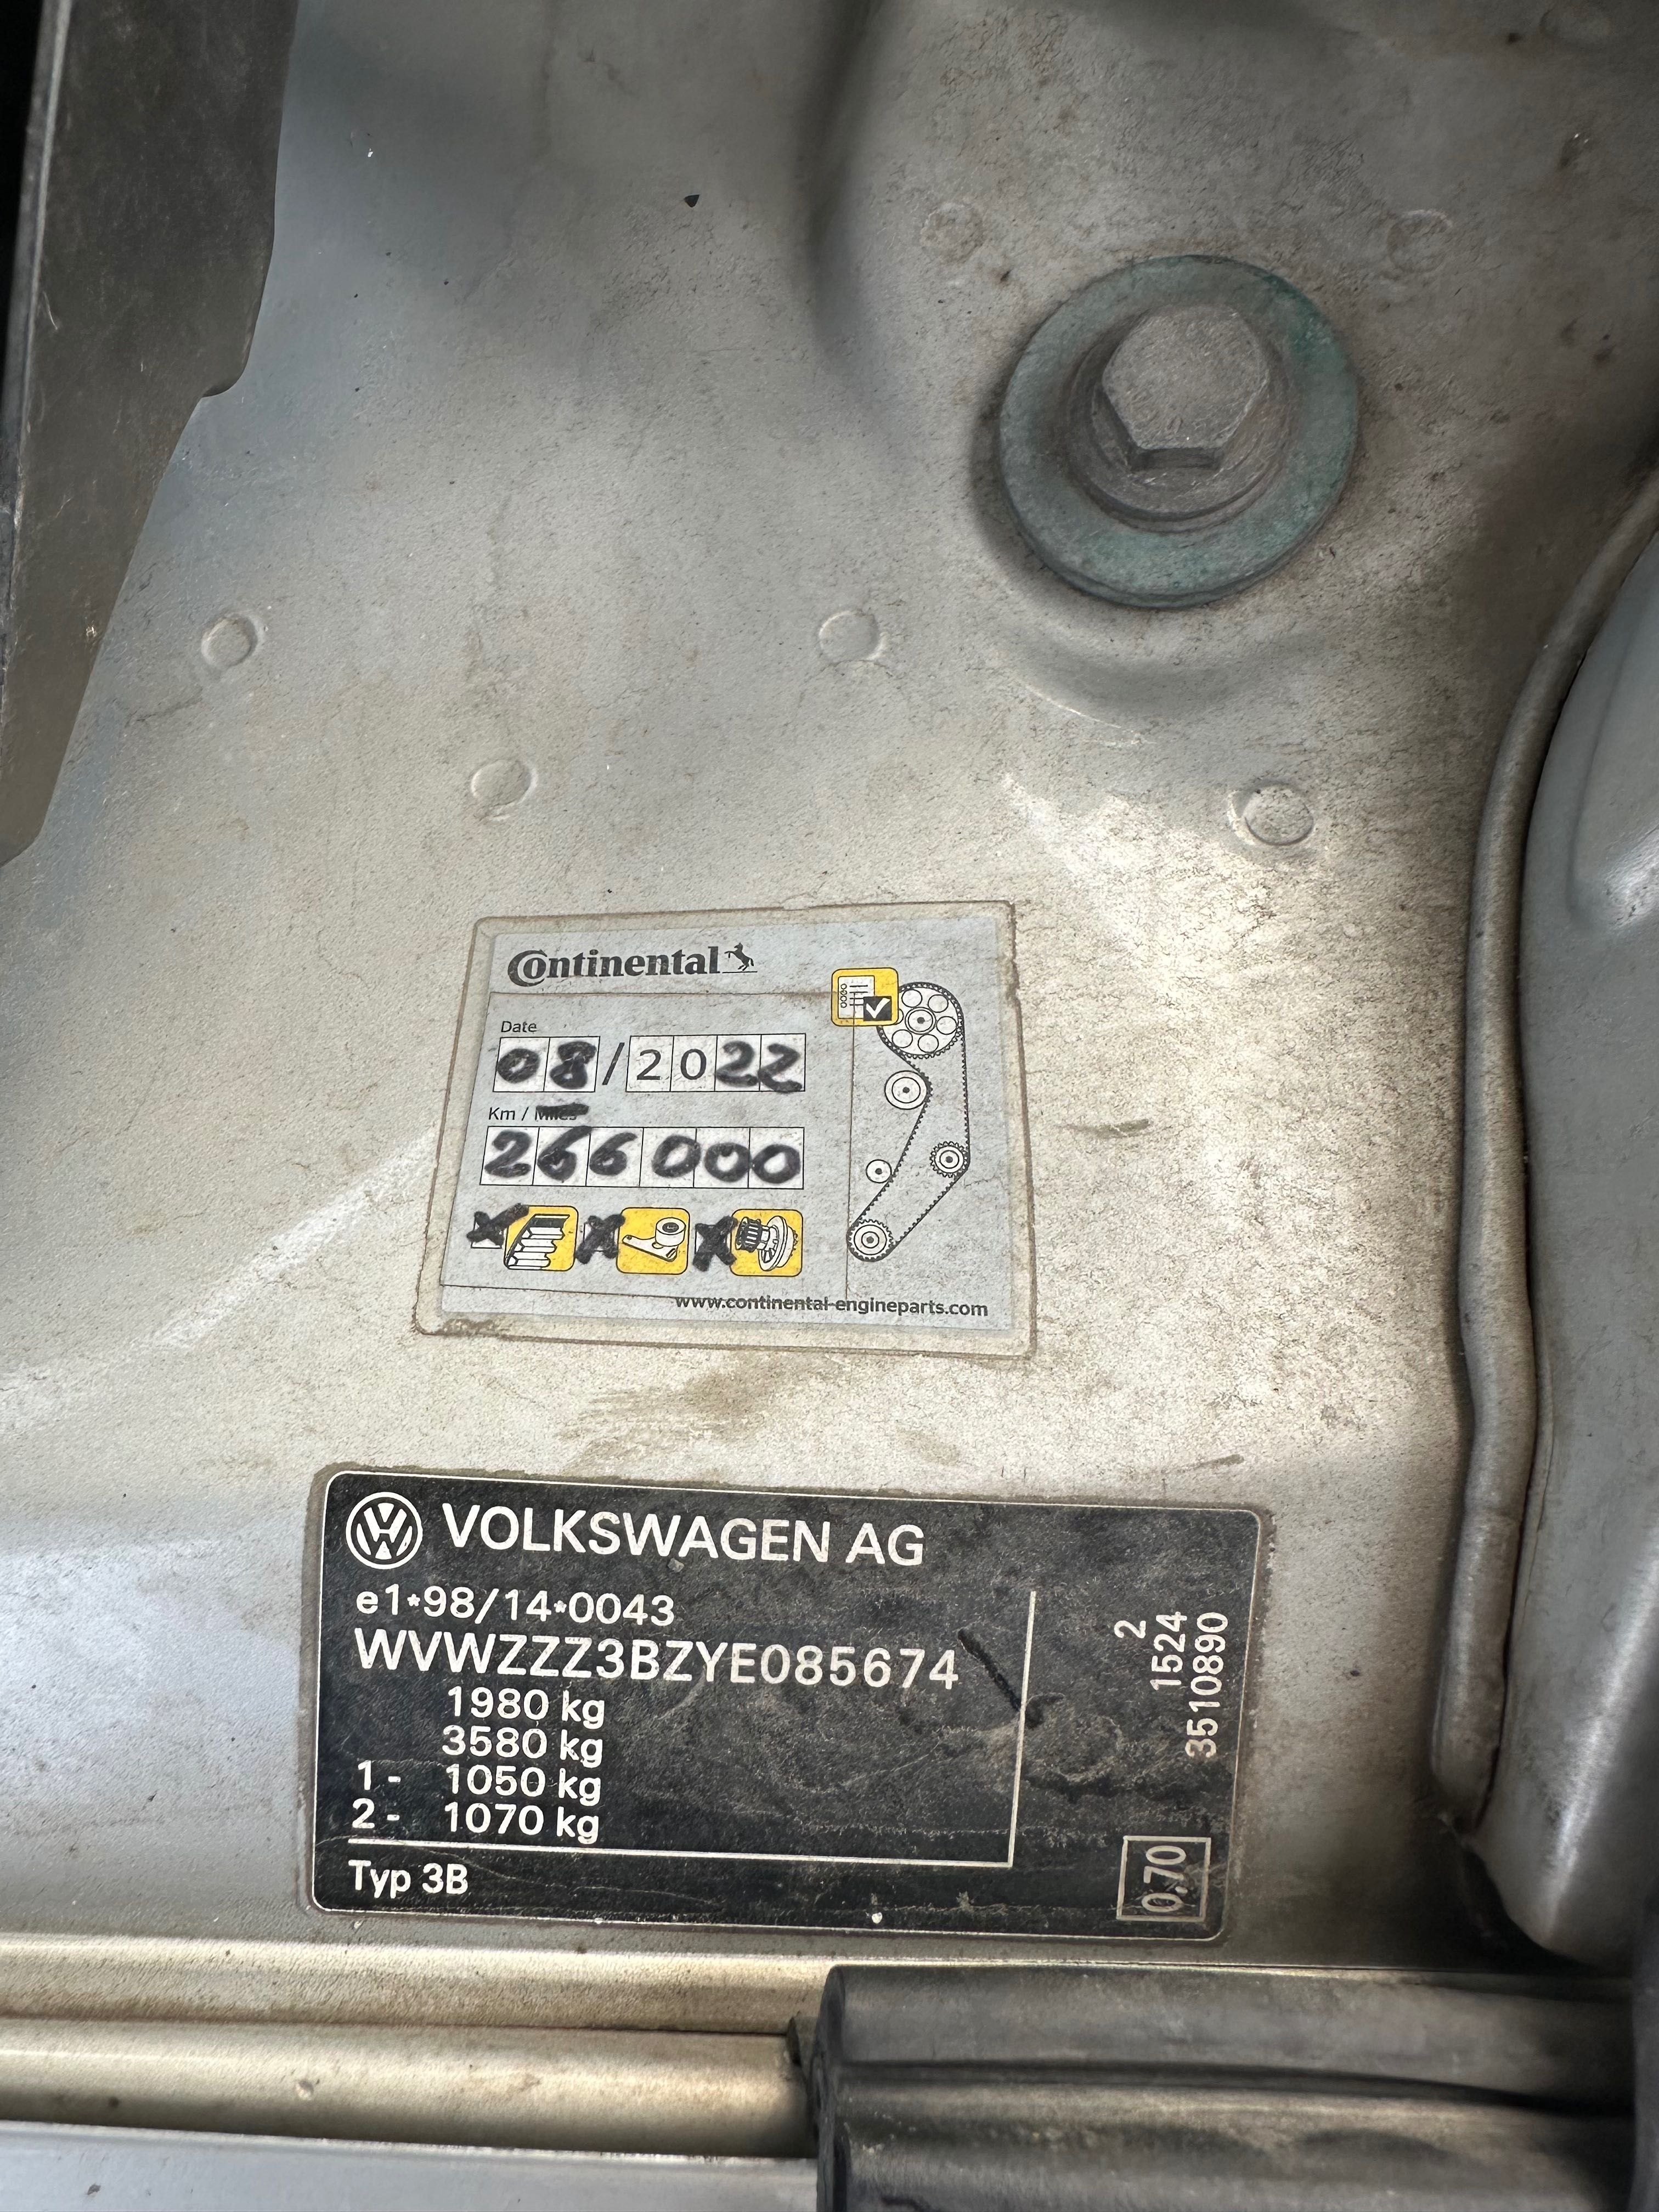 Continental
Date
08/2022
Km / Miles
266000
www.continental-engineparts.com
VOLKSWAGEN AG
e1*98/14*0043
WVWZZZ3BZYE085674
1980 kg
3580 kg
1- 1050 kg
2- 1070 kg
Typ 3B
2
1524
3510890
0.70